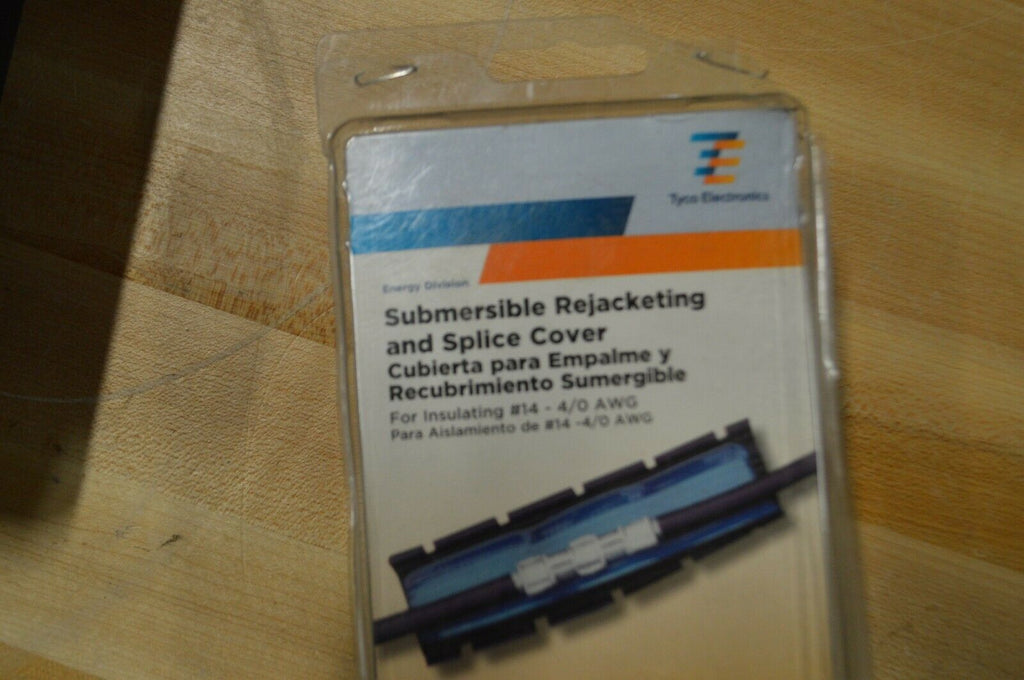 Tyco Electronics
Energy Division
Submersible Rejacketing
and Splice Cover
Cubierta para Empalme y
Recubrimiento Sumergible
For Insulating #14 - 4/0 AWG
Para Aislamiento de #14 -4/0 AWG